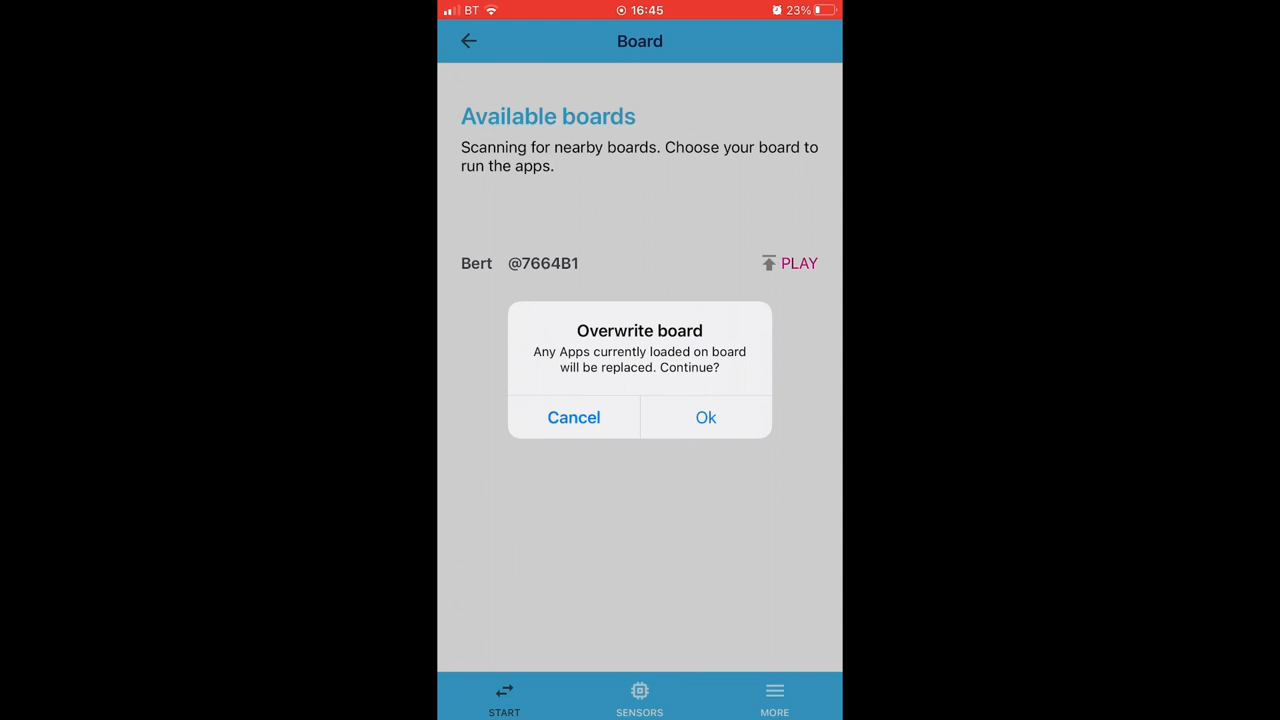 BT 16:45 23%
Board
Available boards
Scanning for nearby boards. Choose your board to
run the apps.
Bert @7664B1 PLAY
Overwrite board
Any Apps currently loaded on board
will be replaced. Continue?
Cancel Ok
START SENSORS MORE